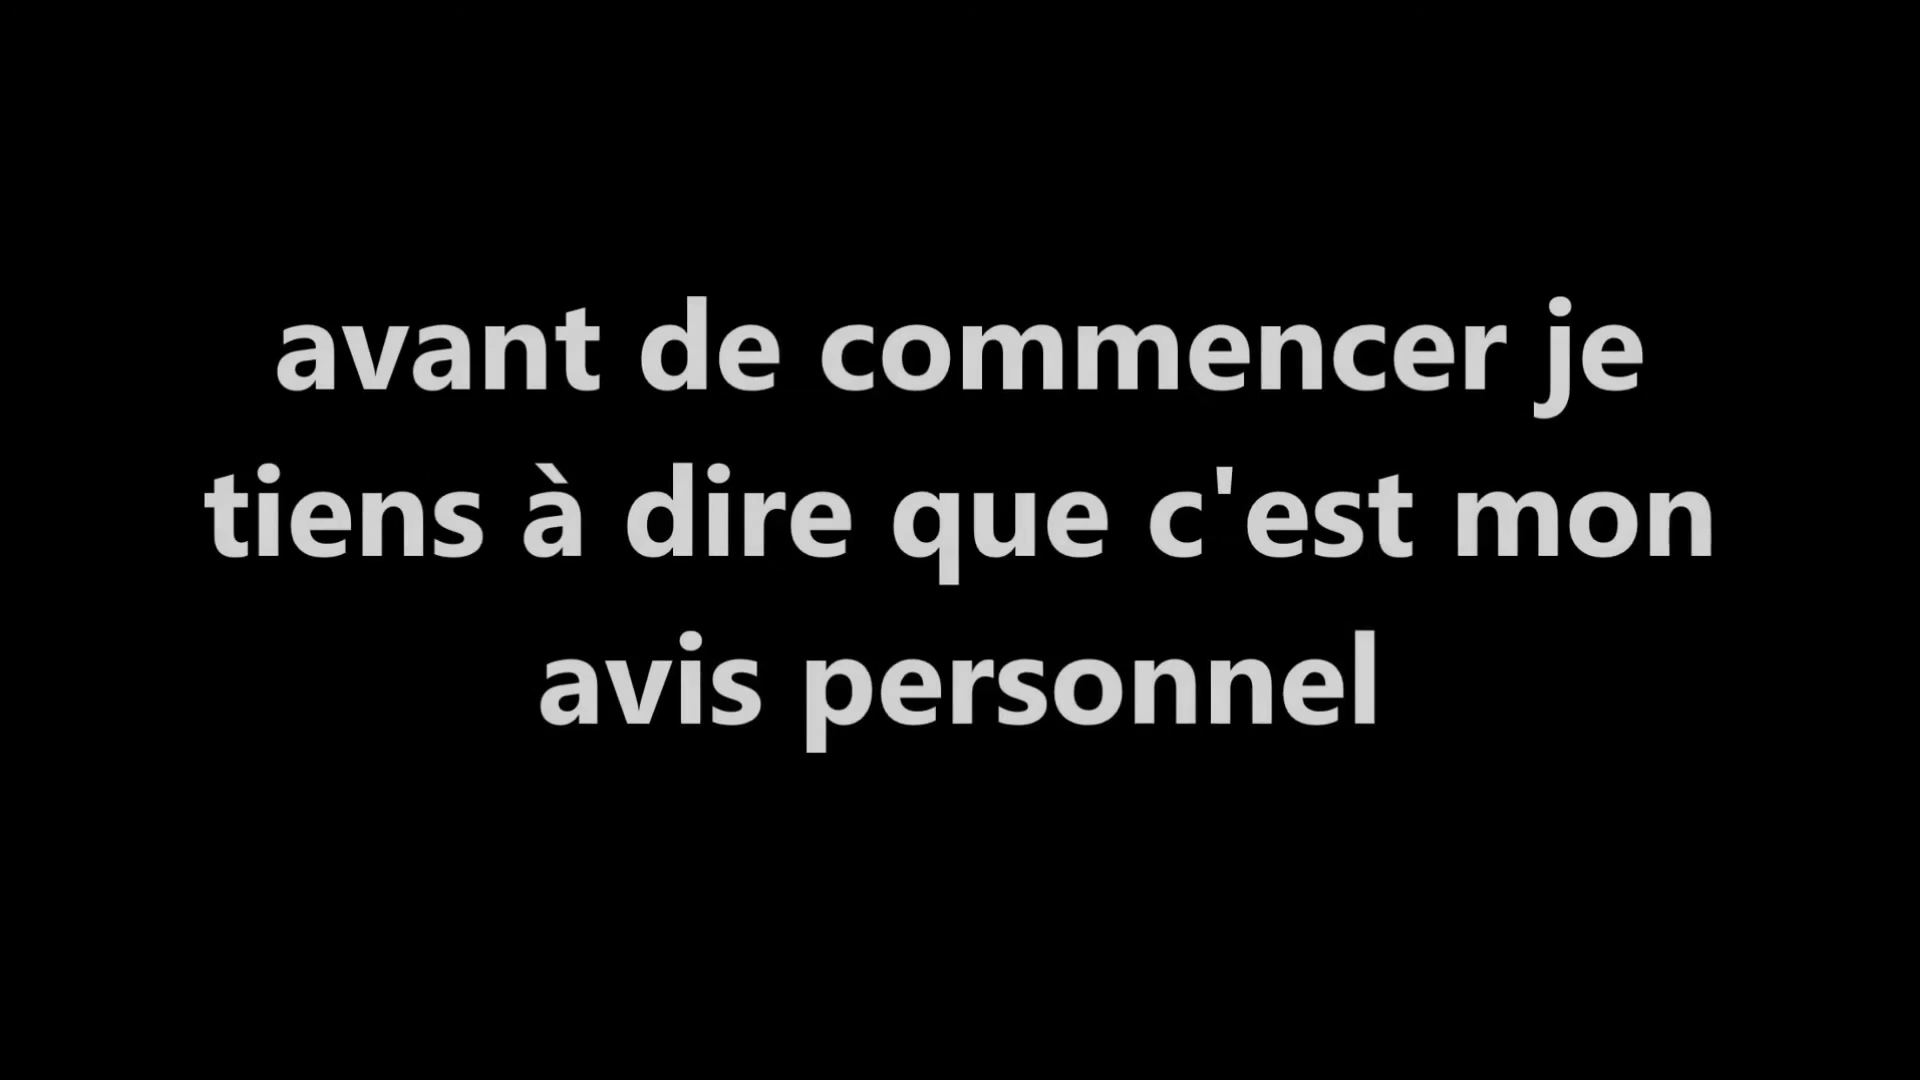 avant de commencer je
tiens à dire que c'est mon
avis personnel